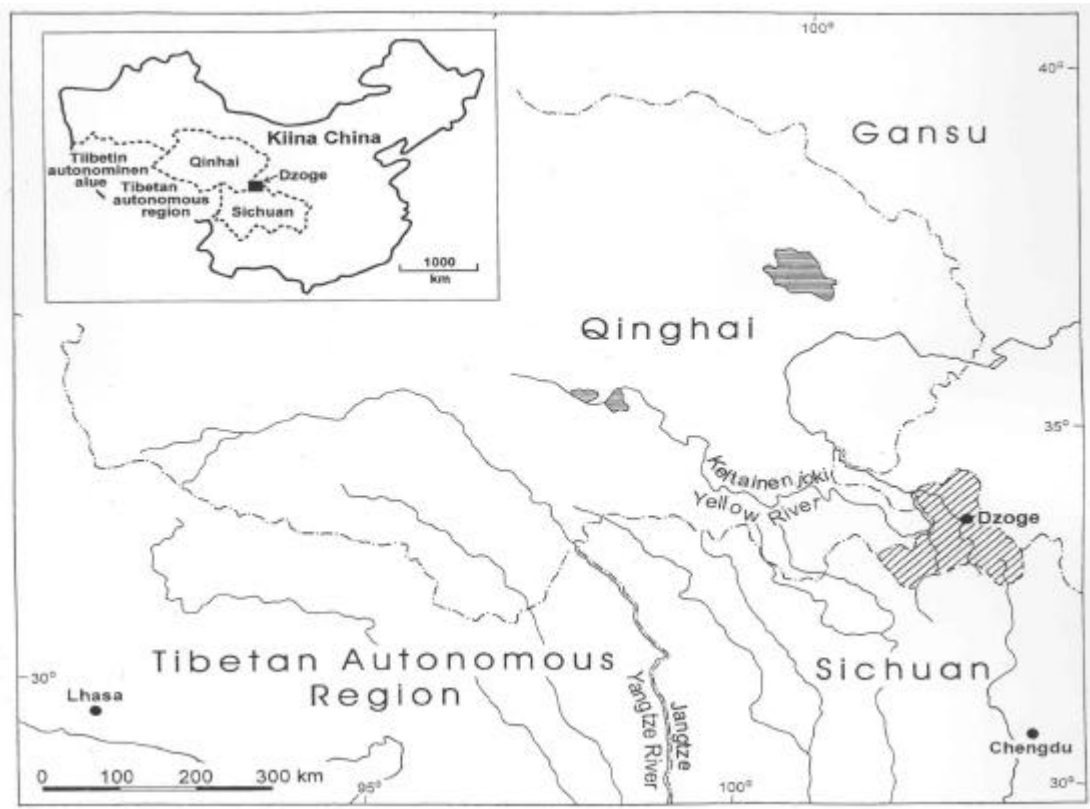 100°
40°
Gansu
Kiina China
Tiibetin
autonominen
alue
Qinhai
Dzoge
Tibetan
autonomous
region
Sichuan
1000
km
Qinghai
35°
Keltainen joki
Yellow River
Dzoge
Tibetan Autonomous
Region
Sichuan
30°
Lhasa
Yangtze River
Jangtze
Chengdu
0 100 200 300 km
95°
100°
30°